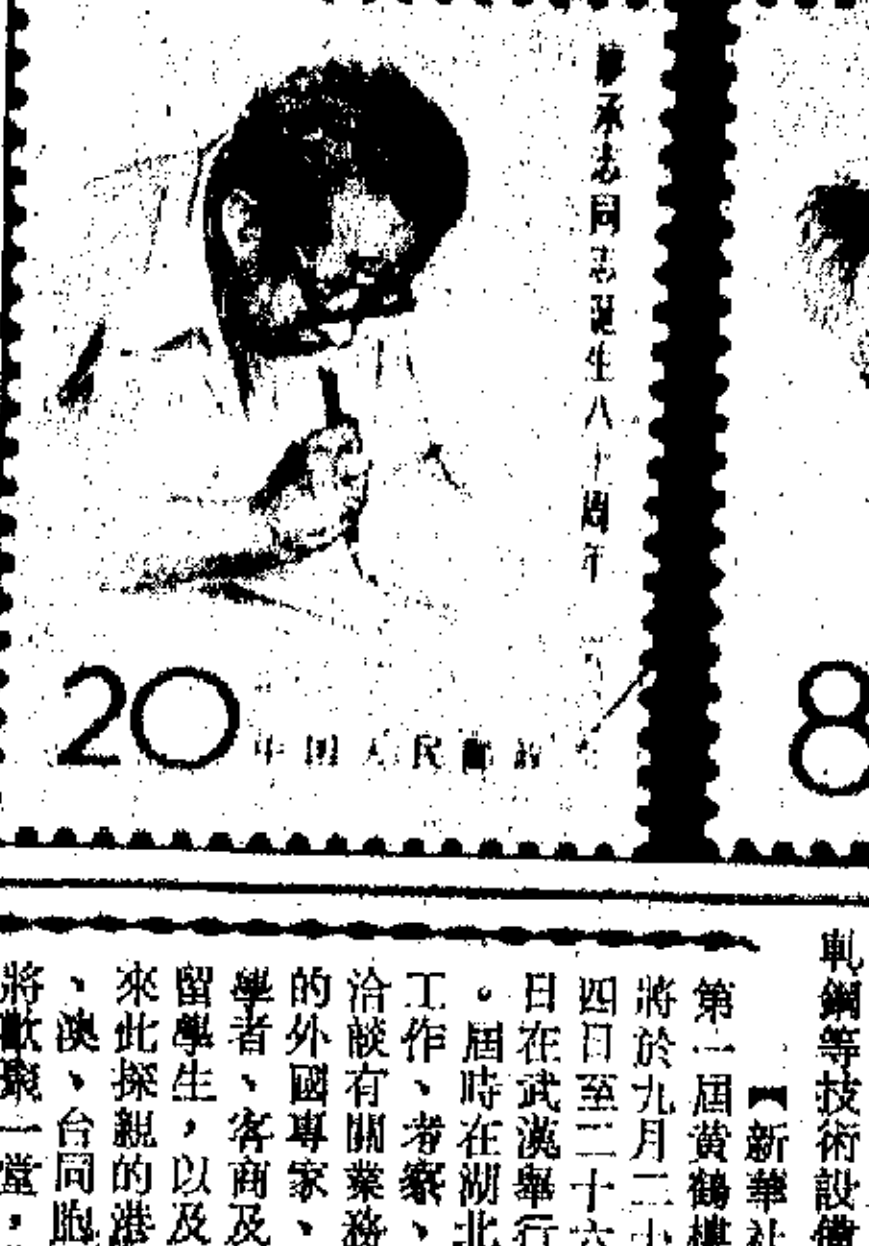 廖承志同志誕生八十周年
20
中国人民邮政
8
軋鋼等技術設備
【新華社
第一屆黄鶴樓
將於九月二十
四日至二十六
日在武漢舉行
。屆時在湖北
工作、考察、
洽談有關業務
的外國專家、
學者、客商及
留學生，以及
來此探親的港
、澳、台同胞
將歡聚一堂，